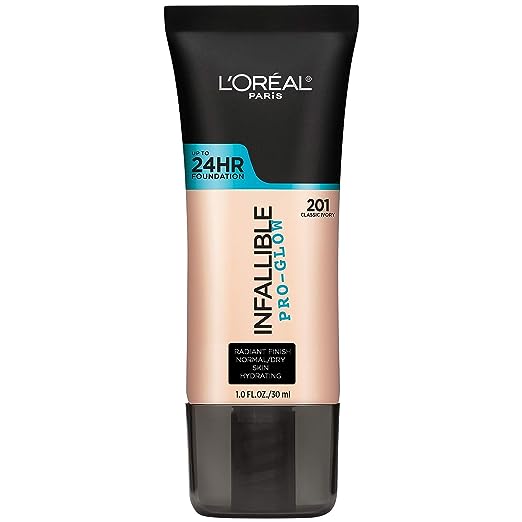 L'ORÉAL®
PARIS
UP TO
24HR
FOUNDATION
201
CLASSIC IVORY
INFALLIBLE
PRO-GLOW
RADIANT FINISH
NORMAL/DRY
SKIN
HYDRATING
1.0 FL.OZ./30 ml